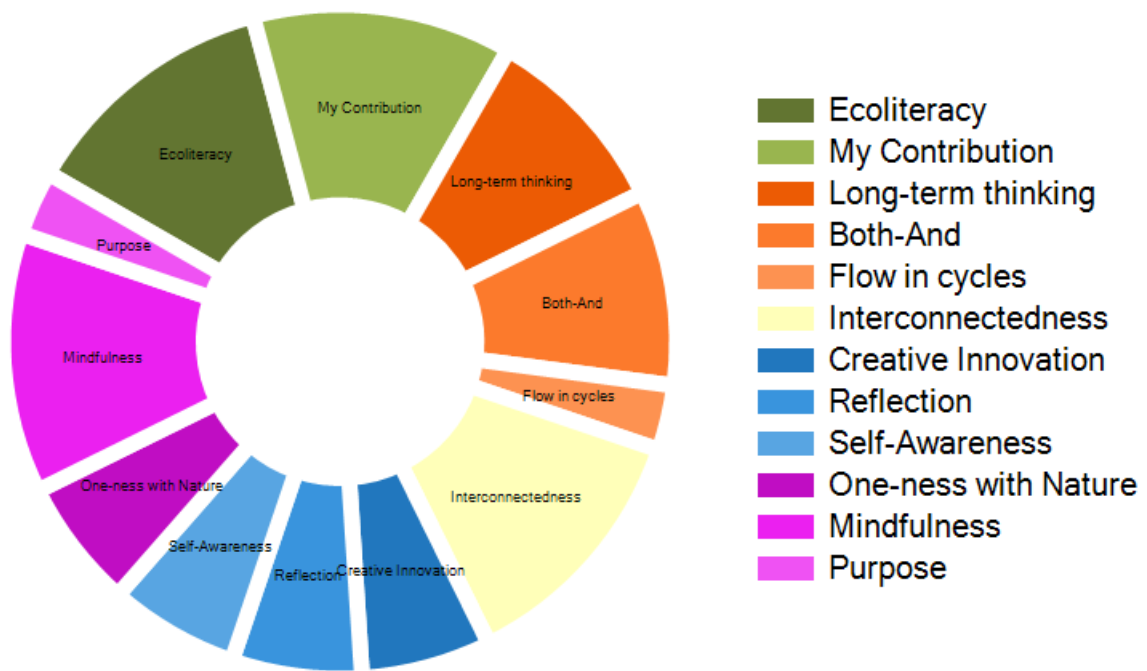 My Contribution
Ecoliteracy
Long-term thinking
Purpose
Both-And
Mindfulness
Flow in cycles
One-ness with Nature
Interconnectedness
Self-Awareness
Reflection
Creative Innovation
Ecoliteracy
My Contribution
Long-term thinking
Both-And
Flow in cycles
Interconnectedness
Creative Innovation
Reflection
Self-Awareness
One-ness with Nature
Mindfulness
Purpose